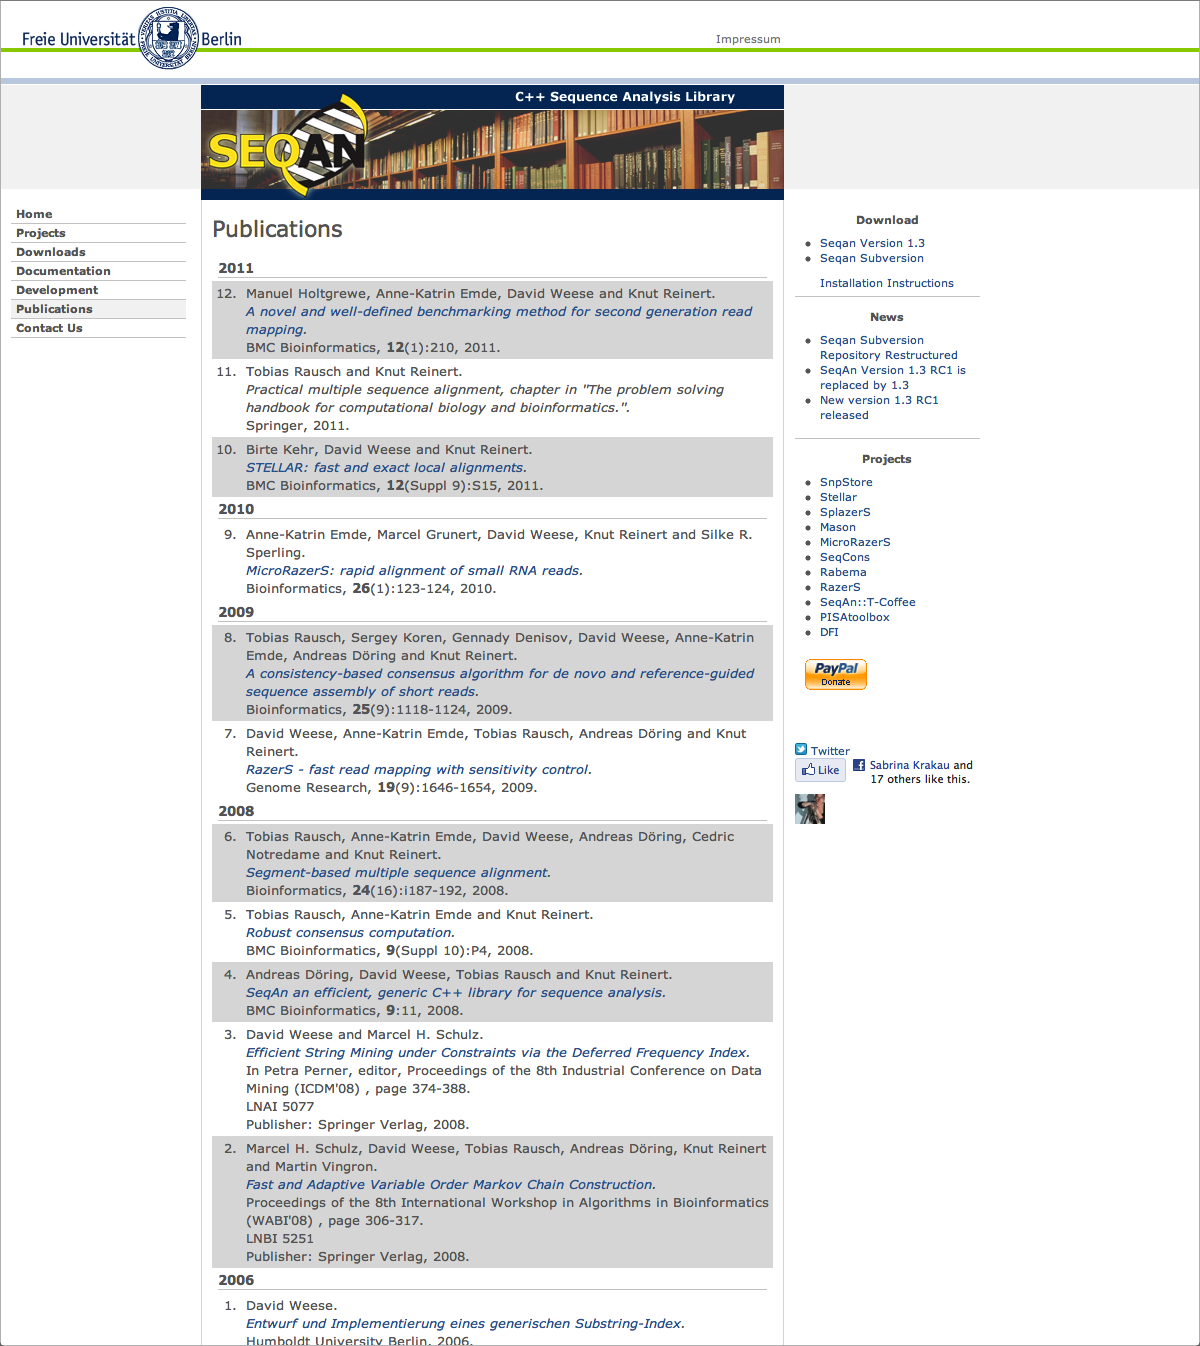 Freie Universität Berlin
Impressum
C++ Sequence Analysis Library
SEQAN
Home
Projects
Downloads
Documentation
Development
Publications
Contact Us
Publications
2011
12. Manuel Holtgrewe, Anne-Katrin Emde, David Weese and Knut Reinert.
A novel and well-defined benchmarking method for second generation read
mapping.
BMC Bioinformatics, 12(1):210, 2011.
11. Tobias Rausch and Knut Reinert.
Practical multiple sequence alignment, chapter in "The problem solving
handbook for computational biology and bioinformatics.".
Springer, 2011.
10. Birte Kehr, David Weese and Knut Reinert.
STELLAR: fast and exact local alignments.
BMC Bioinformatics, 12(Suppl 9):S15, 2011.
2010
9. Anne-Katrin Emde, Marcel Grunert, David Weese, Knut Reinert and Silke R.
Sperling.
MicroRazerS: rapid alignment of small RNA reads.
Bioinformatics, 26(1):123-124, 2010.
2009
8. Tobias Rausch, Sergey Koren, Gennady Denisov, David Weese, Anne-Katrin
Emde, Andreas Döring and Knut Reinert.
A consistency-based consensus algorithm for de novo and reference-guided
sequence assembly of short reads.
Bioinformatics, 25(9):1118-1124, 2009.
7. David Weese, Anne-Katrin Emde, Tobias Rausch, Andreas Döring and Knut
Reinert.
RazerS - fast read mapping with sensitivity control.
Genome Research, 19(9):1646-1654, 2009.
2008
6. Tobias Rausch, Anne-Katrin Emde, David Weese, Andreas Döring, Cedric
Notredame and Knut Reinert.
Segment-based multiple sequence alignment.
Bioinformatics, 24(16):i187-192, 2008.
5. Tobias Rausch, Anne-Katrin Emde and Knut Reinert.
Robust consensus computation.
BMC Bioinformatics, 9(Suppl 10):P4, 2008.
4. Andreas Döring, David Weese, Tobias Rausch and Knut Reinert.
SeqAn an efficient, generic C++ library for sequence analysis.
BMC Bioinformatics, 9:11, 2008.
3. David Weese and Marcel H. Schulz.
Efficient String Mining under Constraints via the Deferred Frequency Index.
In Petra Perner, editor, Proceedings of the 8th Industrial Conference on Data
Mining (ICDM'08) , page 374-388.
LNAI 5077
Publisher: Springer Verlag, 2008.
2. Marcel H. Schulz, David Weese, Tobias Rausch, Andreas Döring, Knut Reinert
and Martin Vingron.
Fast and Adaptive Variable Order Markov Chain Construction.
Proceedings of the 8th International Workshop in Algorithms in Bioinformatics
(WABI'08) , page 306-317.
LNBI 5251
Publisher: Springer Verlag, 2008.
2006
1. David Weese.
Entwurf und Implementierung eines generischen Substring-Index.
Humboldt University Berlin, 2006.
Download
Seqan Version 1.3
Seqan Subversion
Installation Instructions
News
Seqan Subversion
Repository Restructured
SeqAn Version 1.3 RC1 is
replaced by 1.3
New version 1.3 RC1
released
Projects
SnpStore
Stellar
SplazerS
Mason
MicroRazerS
SeqCons
Rabema
RazerS
SeqAn::T-Coffee
PISAtoolbox
DFI
PayPal
Donate
Twitter
Like Sabrina Krakau and
17 others like this.